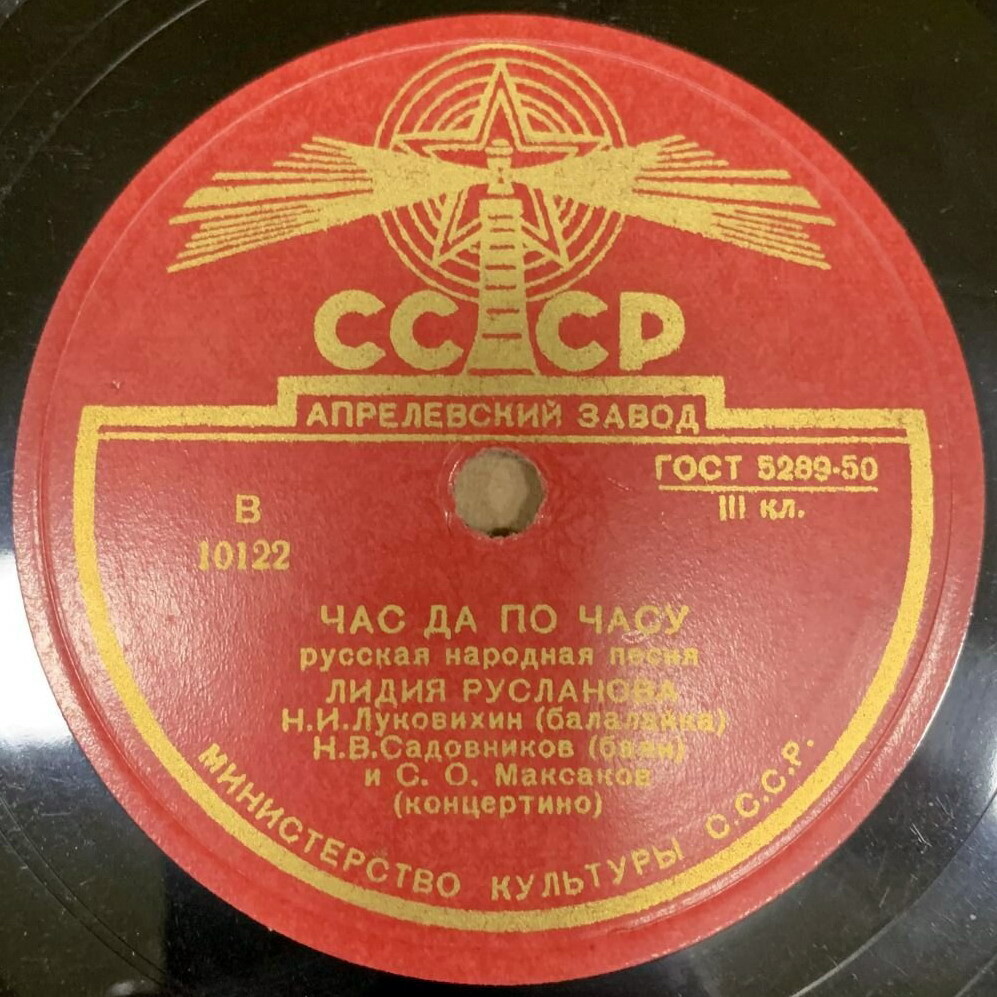 СССР
АПРЕЛЕВСКИЙ ЗАВОД
ГОСТ 5289-50
III кл.
В
10122
ЧАС ДА ПО ЧАСУ
русская народная песня
ЛИДИЯ РУСЛАНОВА
Н.И.Луковихин (балалайка)
Н.В.Садовников (баян)
и С. О. Максаков
(концертино)
МИНИСТЕРСТВО КУЛЬТУРЫ С.С.С.Р.